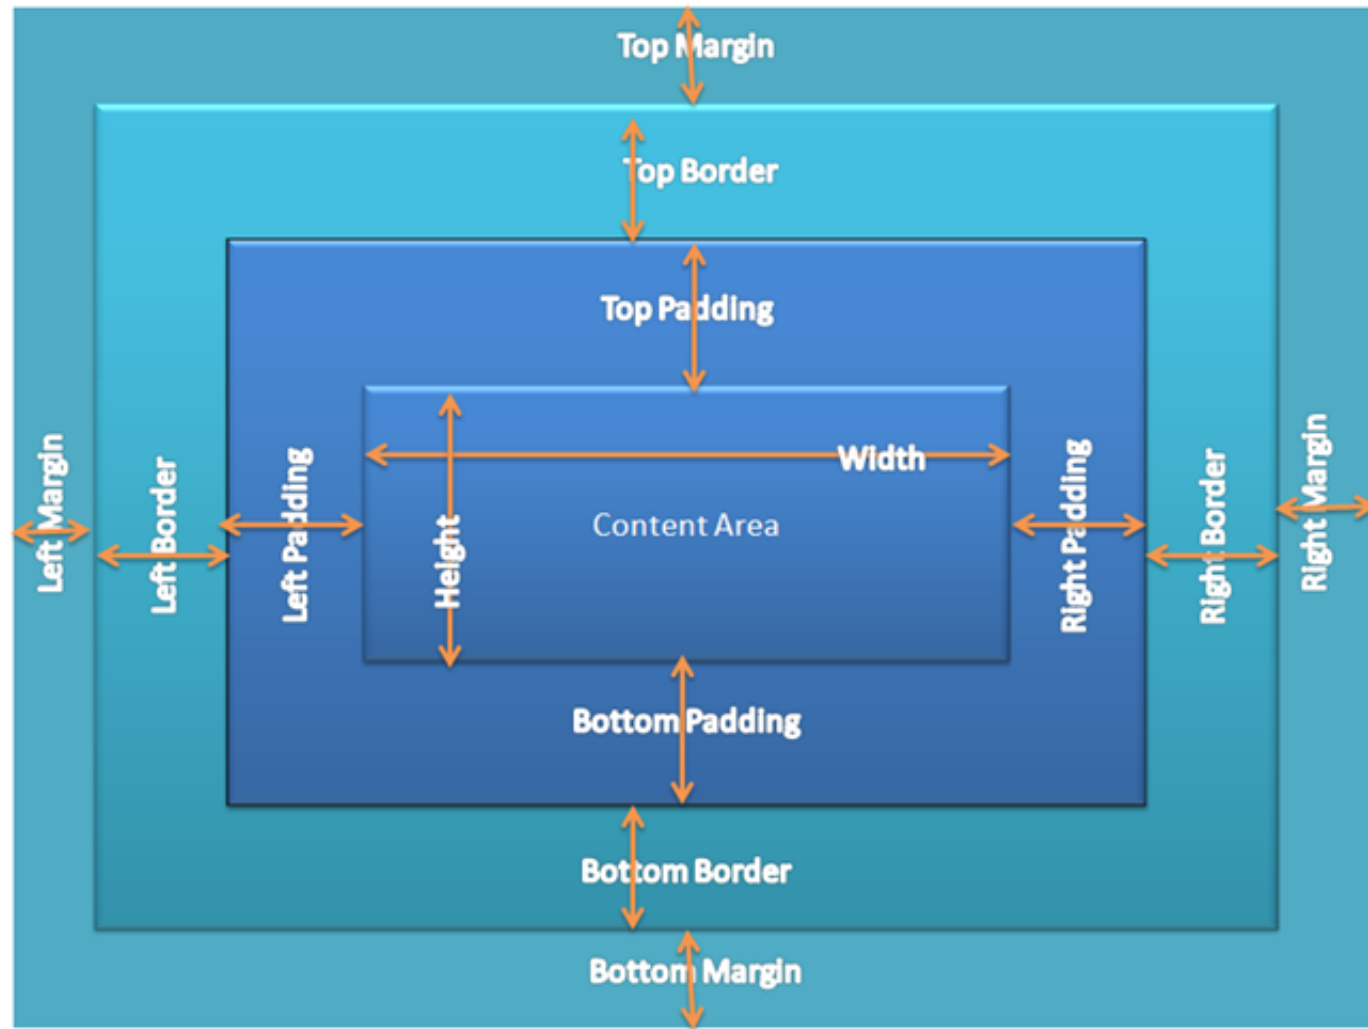 Top Margin
Top Border
Top Padding
Width
Content Area
Height
Left Margin
Left Border
Left Padding
Right Padding
Right Border
Right Margin
Bottom Padding
Bottom Border
Bottom Margin